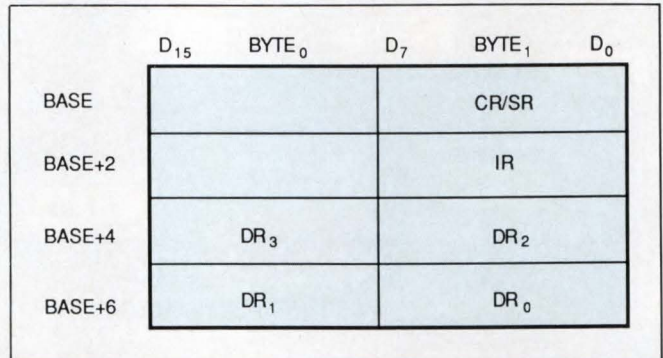 D15 BYTE0 D7 BYTE1 D0
BASE CR/SR
BASE+2 IR
BASE+4 DR3 DR2
BASE+6 DR1 DR0